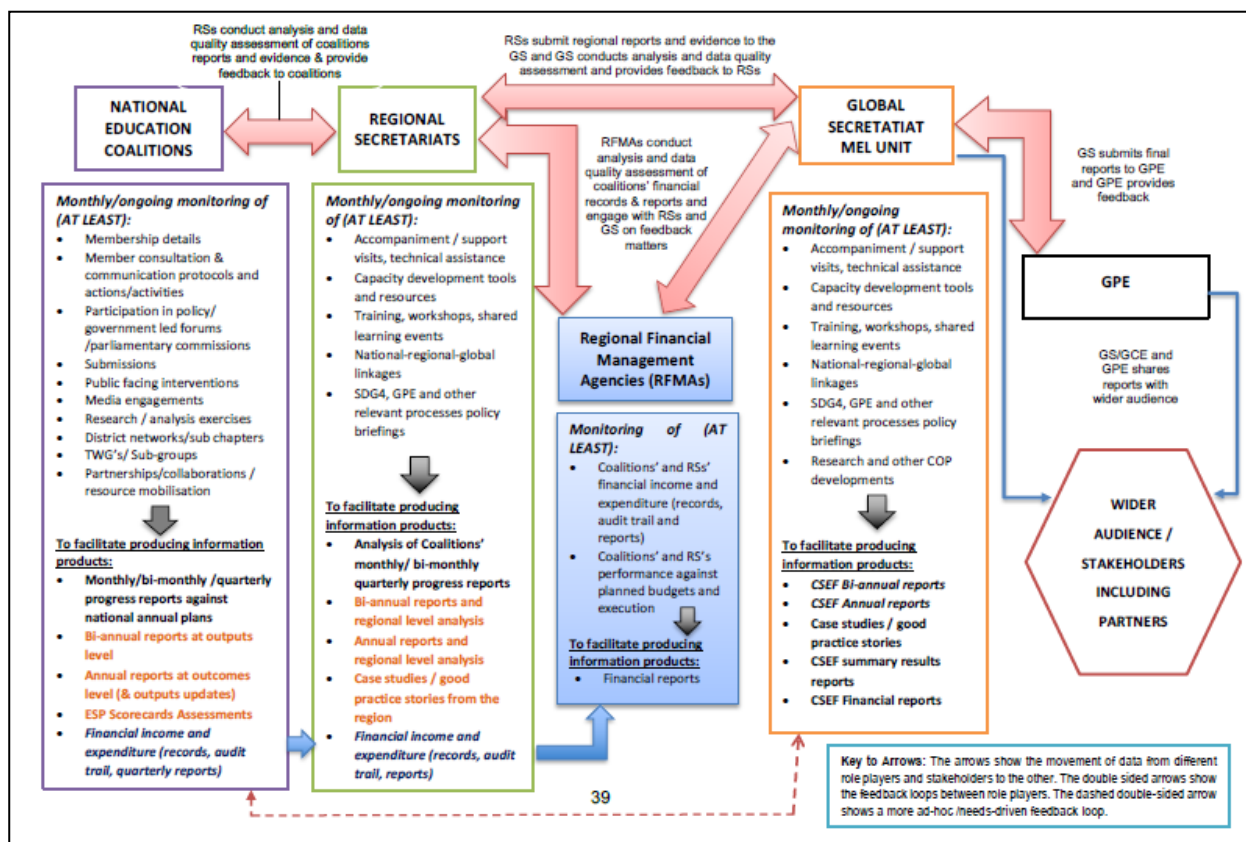 RSs conduct analysis and data
quality assessment of coalitions
reports and evidence & provide
feedback to coalitions
RSs submit regional reports and evidence to the
GS and GS conducts analysis and data quality
assessment and provides feedback to RSs
NATIONAL
EDUCATION
COALITIONS
REGIONAL
SECRETARIATS
GLOBAL
SECRETATIAT
MEL UNIT
RFMAs conduct
analysis and data
quality assessment of
coalitions' financial
records & reports and
engage with RSs and
GS on feedback
matters
GS submits final
reports to GPE
and GPE provides
feedback
Monthly/ongoing monitoring of
(AT LEAST):
• Membership details
• Member consultation &
communication protocols and
actions/activities
• Participation in policy/
government led forums
/parliamentary commissions
• Submissions
• Public facing interventions
• Media engagements
• Research / analysis exercises
• District networks/sub chapters
• TWG's/ Sub-groups
• Partnerships/collaborations /
resource mobilisation
To facilitate producing information
products:
• Monthly/bi-monthly /quarterly
progress reports against
national annual plans
• Bi-annual reports at outputs
level
• Annual reports at outcomes
level (& outputs updates)
• ESP Scorecards Assessments
• Financial income and
expenditure (records, audit
trail, quarterly reports)
Monthly/ongoing monitoring
of (AT LEAST):
• Accompaniment / support
visits, technical assistance
• Capacity development tools
and resources
• Training, workshops, shared
learning events
• National-regional-global
linkages
• SDG4, GPE and other
relevant processes policy
briefings
To facilitate producing
information products:
• Analysis of Coalitions'
monthly/ bi-monthly
quarterly progress reports
• Bi-annual reports and
regional level analysis
• Annual reports and
regional level analysis
• Case studies / good
practice stories from the
region
• Financial income and
expenditure (records, audit
trail, reports)
Regional Financial
Management
Agencies (RFMAs)
Monitoring of (AT
LEAST):
• Coalitions' and RSs'
financial income and
expenditure (records,
audit trail and
reports)
• Coalitions' and RS's
performance against
planned budgets and
execution
To facilitate producing
information products:
• Financial reports
Monthly/ongoing
monitoring of (AT LEAST):
• Accompaniment / support
visits, technical assistance
• Capacity development tools
and resources
• Training, workshops, shared
learning events
• National-regional-global
linkages
• SDG4, GPE and other
relevant processes policy
briefings
• Research and other COP
developments
To facilitate producing
information products:
• CSEF Bi-annual reports
• CSEF Annual reports
• Case studies / good
practice stories
• CSEF summary results
reports
• CSEF Financial reports
GPE
GS/GCE and
GPE shares
reports with
wider audience
WIDER
AUDIENCE /
STAKEHOLDERS
INCLUDING
PARTNERS
Key to Arrows: The arrows show the movement of data from different
role players and stakeholders to the other. The double sided arrows show
the feedback loops between role players. The dashed double-sided arrow
shows a more ad-hoc /needs-driven feedback loop.
39